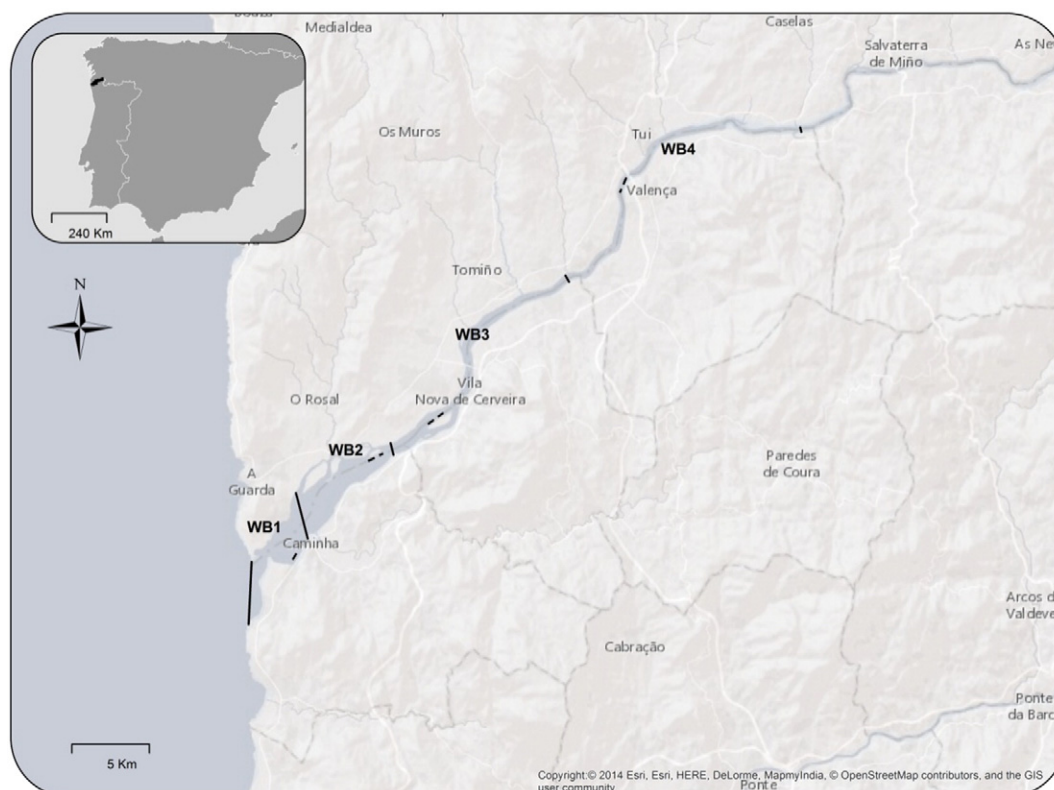 Medialdea
Caselas
Salvaterra
de Miño
As Ne
Os Muros
Tui
WB4
Valença
240 Km
N
Tomiño
WB3
Vila
Nova de Cerveira
O Rosal
WB2
Paredes
de Coura
A
Guarda
WB1
Caminha
Arcos d
Valdeve
Cabração
Ponte
da Barc
5 Km
Copyright:© 2014 Esri, Esri, HERE, DeLorme, MapmyIndia, © OpenStreetMap contributors, and the GIS
user community
Ponte